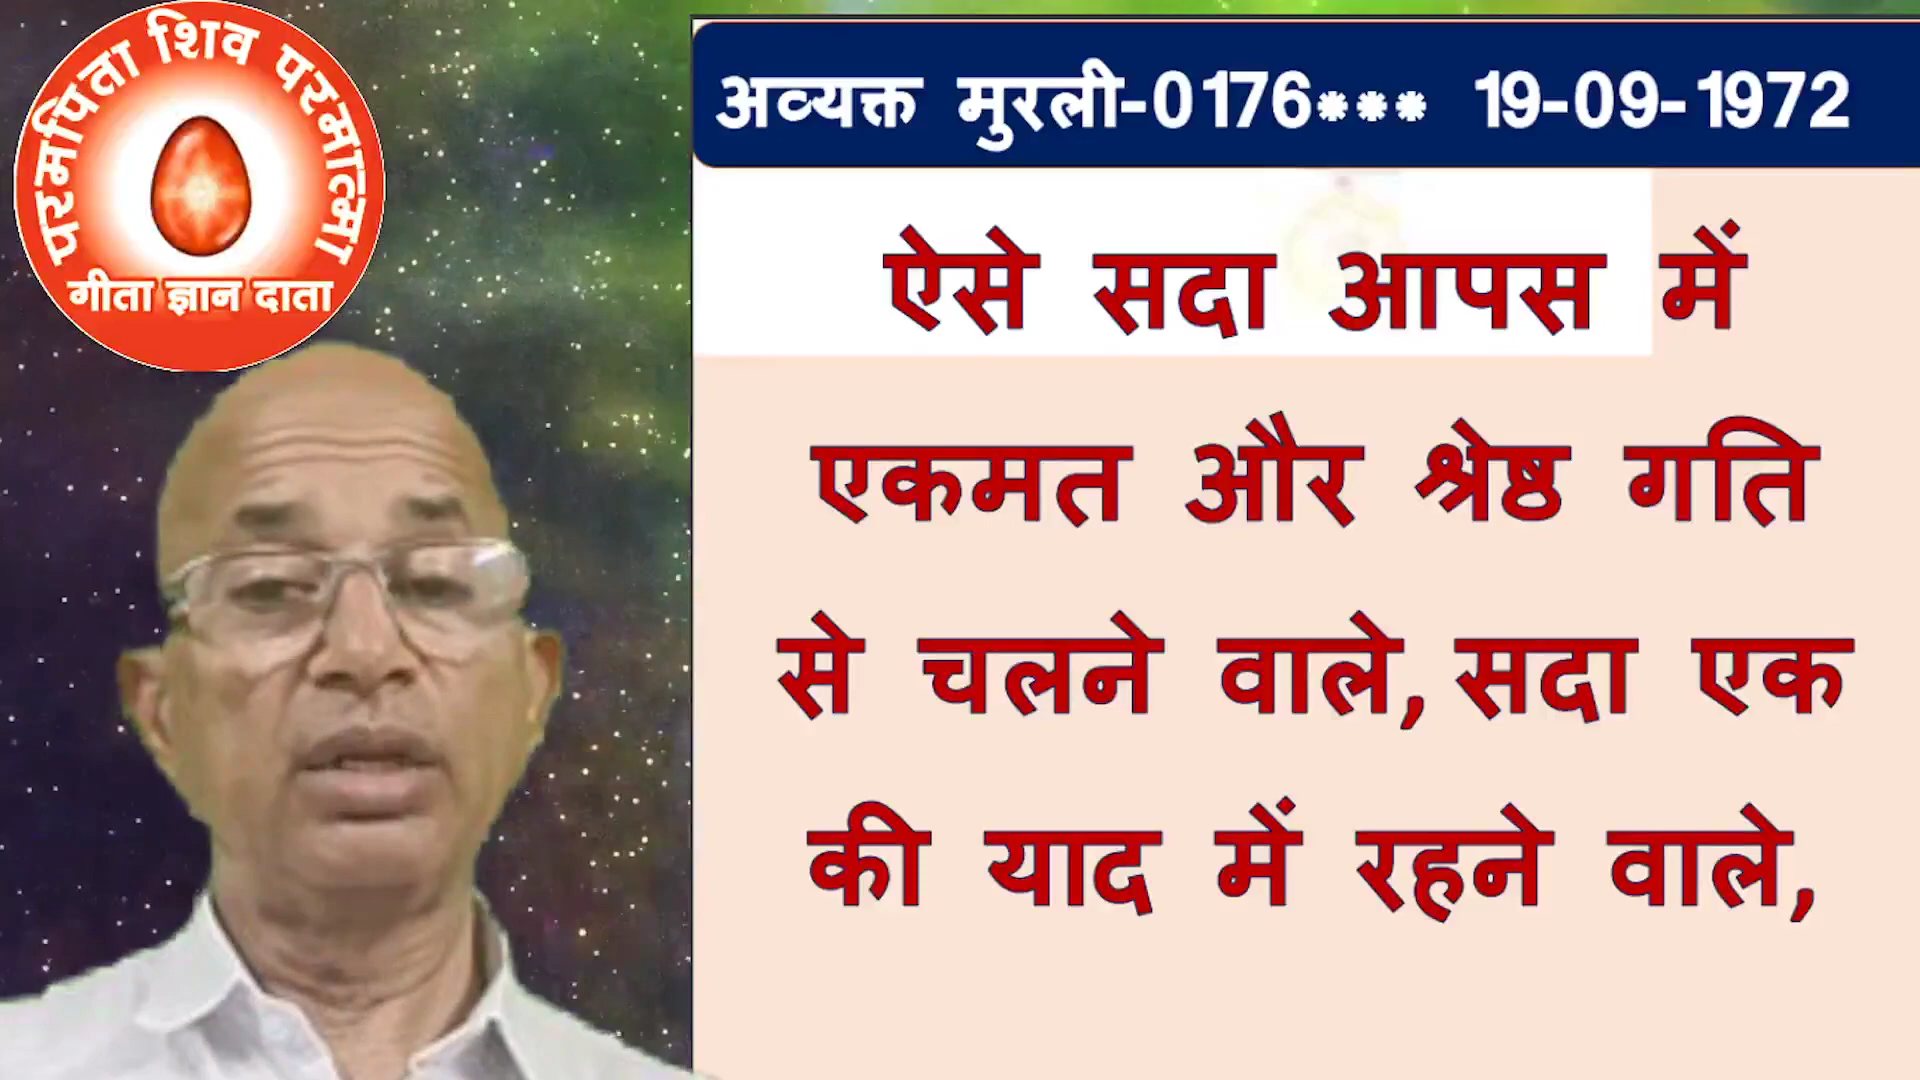 परमपिता शिव परमात्मा
गीता ज्ञान दाता
अव्यक्त मुरली-0176*** 19-09-1972
ऐसे सदा आपस में
एकमत और श्रेष्ठ गति
से चलने वाले, सदा एक
की याद में रहने वाले,